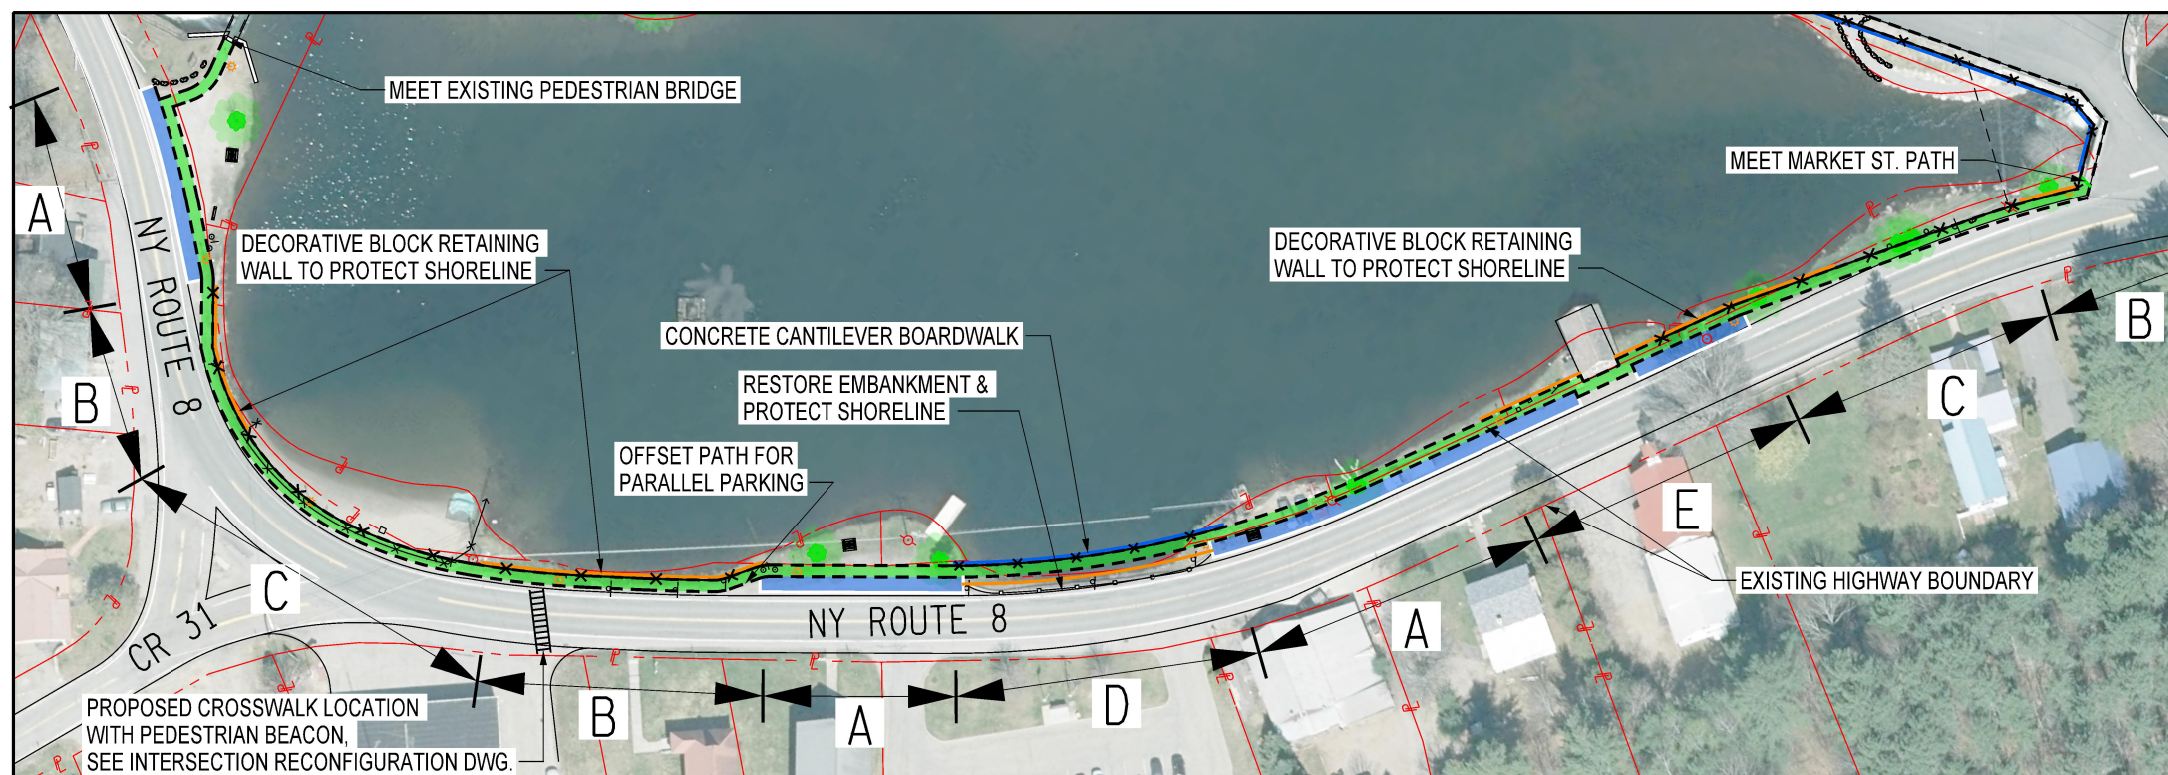 MEET EXISTING PEDESTRIAN BRIDGE
MEET MARKET ST. PATH
A
NY ROUTE 8
DECORATIVE BLOCK RETAINING
WALL TO PROTECT SHORELINE
DECORATIVE BLOCK RETAINING
WALL TO PROTECT SHORELINE
B
CONCRETE CANTILEVER BOARDWALK
RESTORE EMBANKMENT &
PROTECT SHORELINE
B
C
OFFSET PATH FOR
PARALLEL PARKING
E
EXISTING HIGHWAY BOUNDARY
C
CR 31
NY ROUTE 8
A
B
A
D
PROPOSED CROSSWALK LOCATION
WITH PEDESTRIAN BEACON,
SEE INTERSECTION RECONFIGURATION DWG.